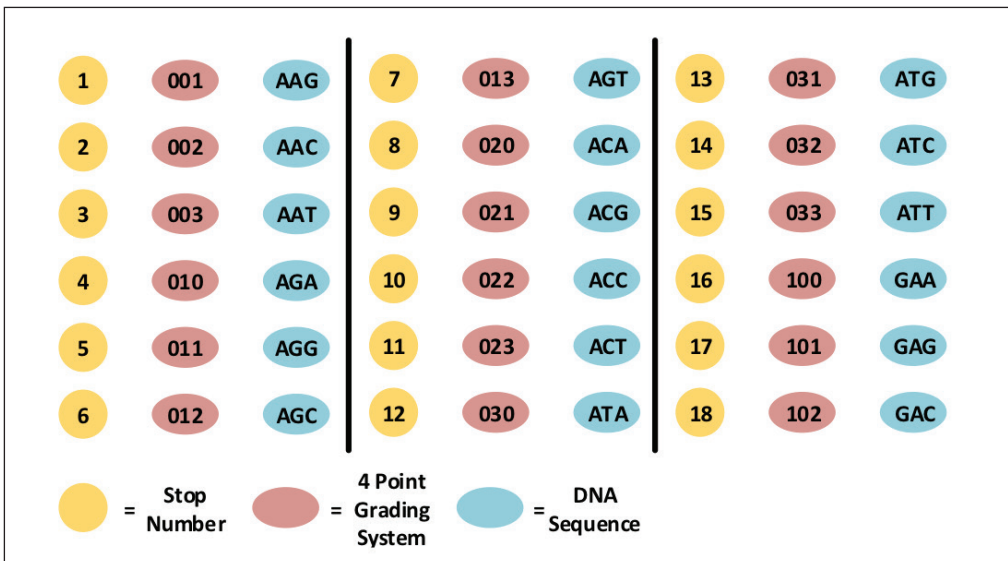 1 001 AAG 7 013 AGT 13 031 ATG
2 002 AAC 8 020 ACA 14 032 ATC
3 003 AAT 9 021 ACG 15 033 ATT
4 010 AGA 10 022 ACC 16 100 GAA
5 011 AGG 11 023 ACT 17 101 GAG
6 012 AGC 12 030 ATA 18 102 GAC
= Stop Number
= 4 Point Grading System
= DNA Sequence